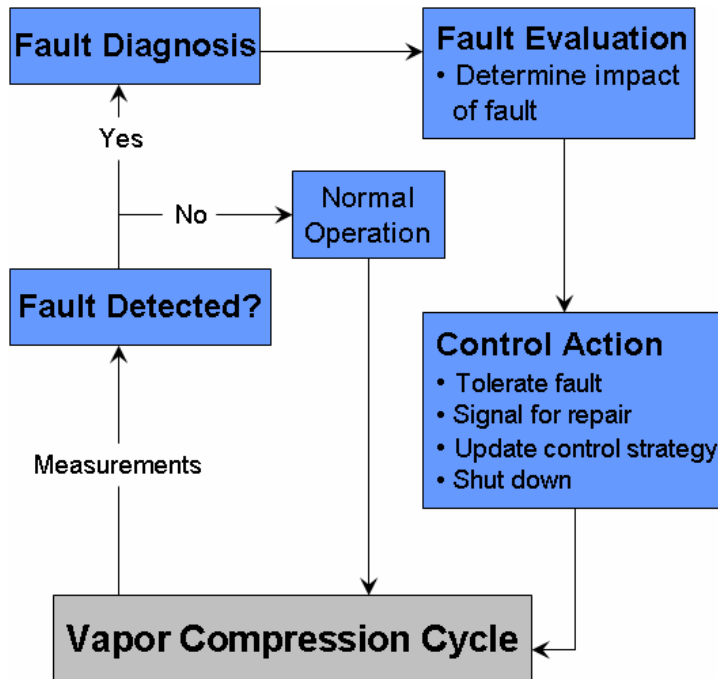 Fault Diagnosis
Fault Evaluation
• Determine impact
of fault
Yes
No
Normal
Operation
Fault Detected?
Control Action
• Tolerate fault
• Signal for repair
• Update control strategy
• Shut down
Measurements
Vapor Compression Cycle